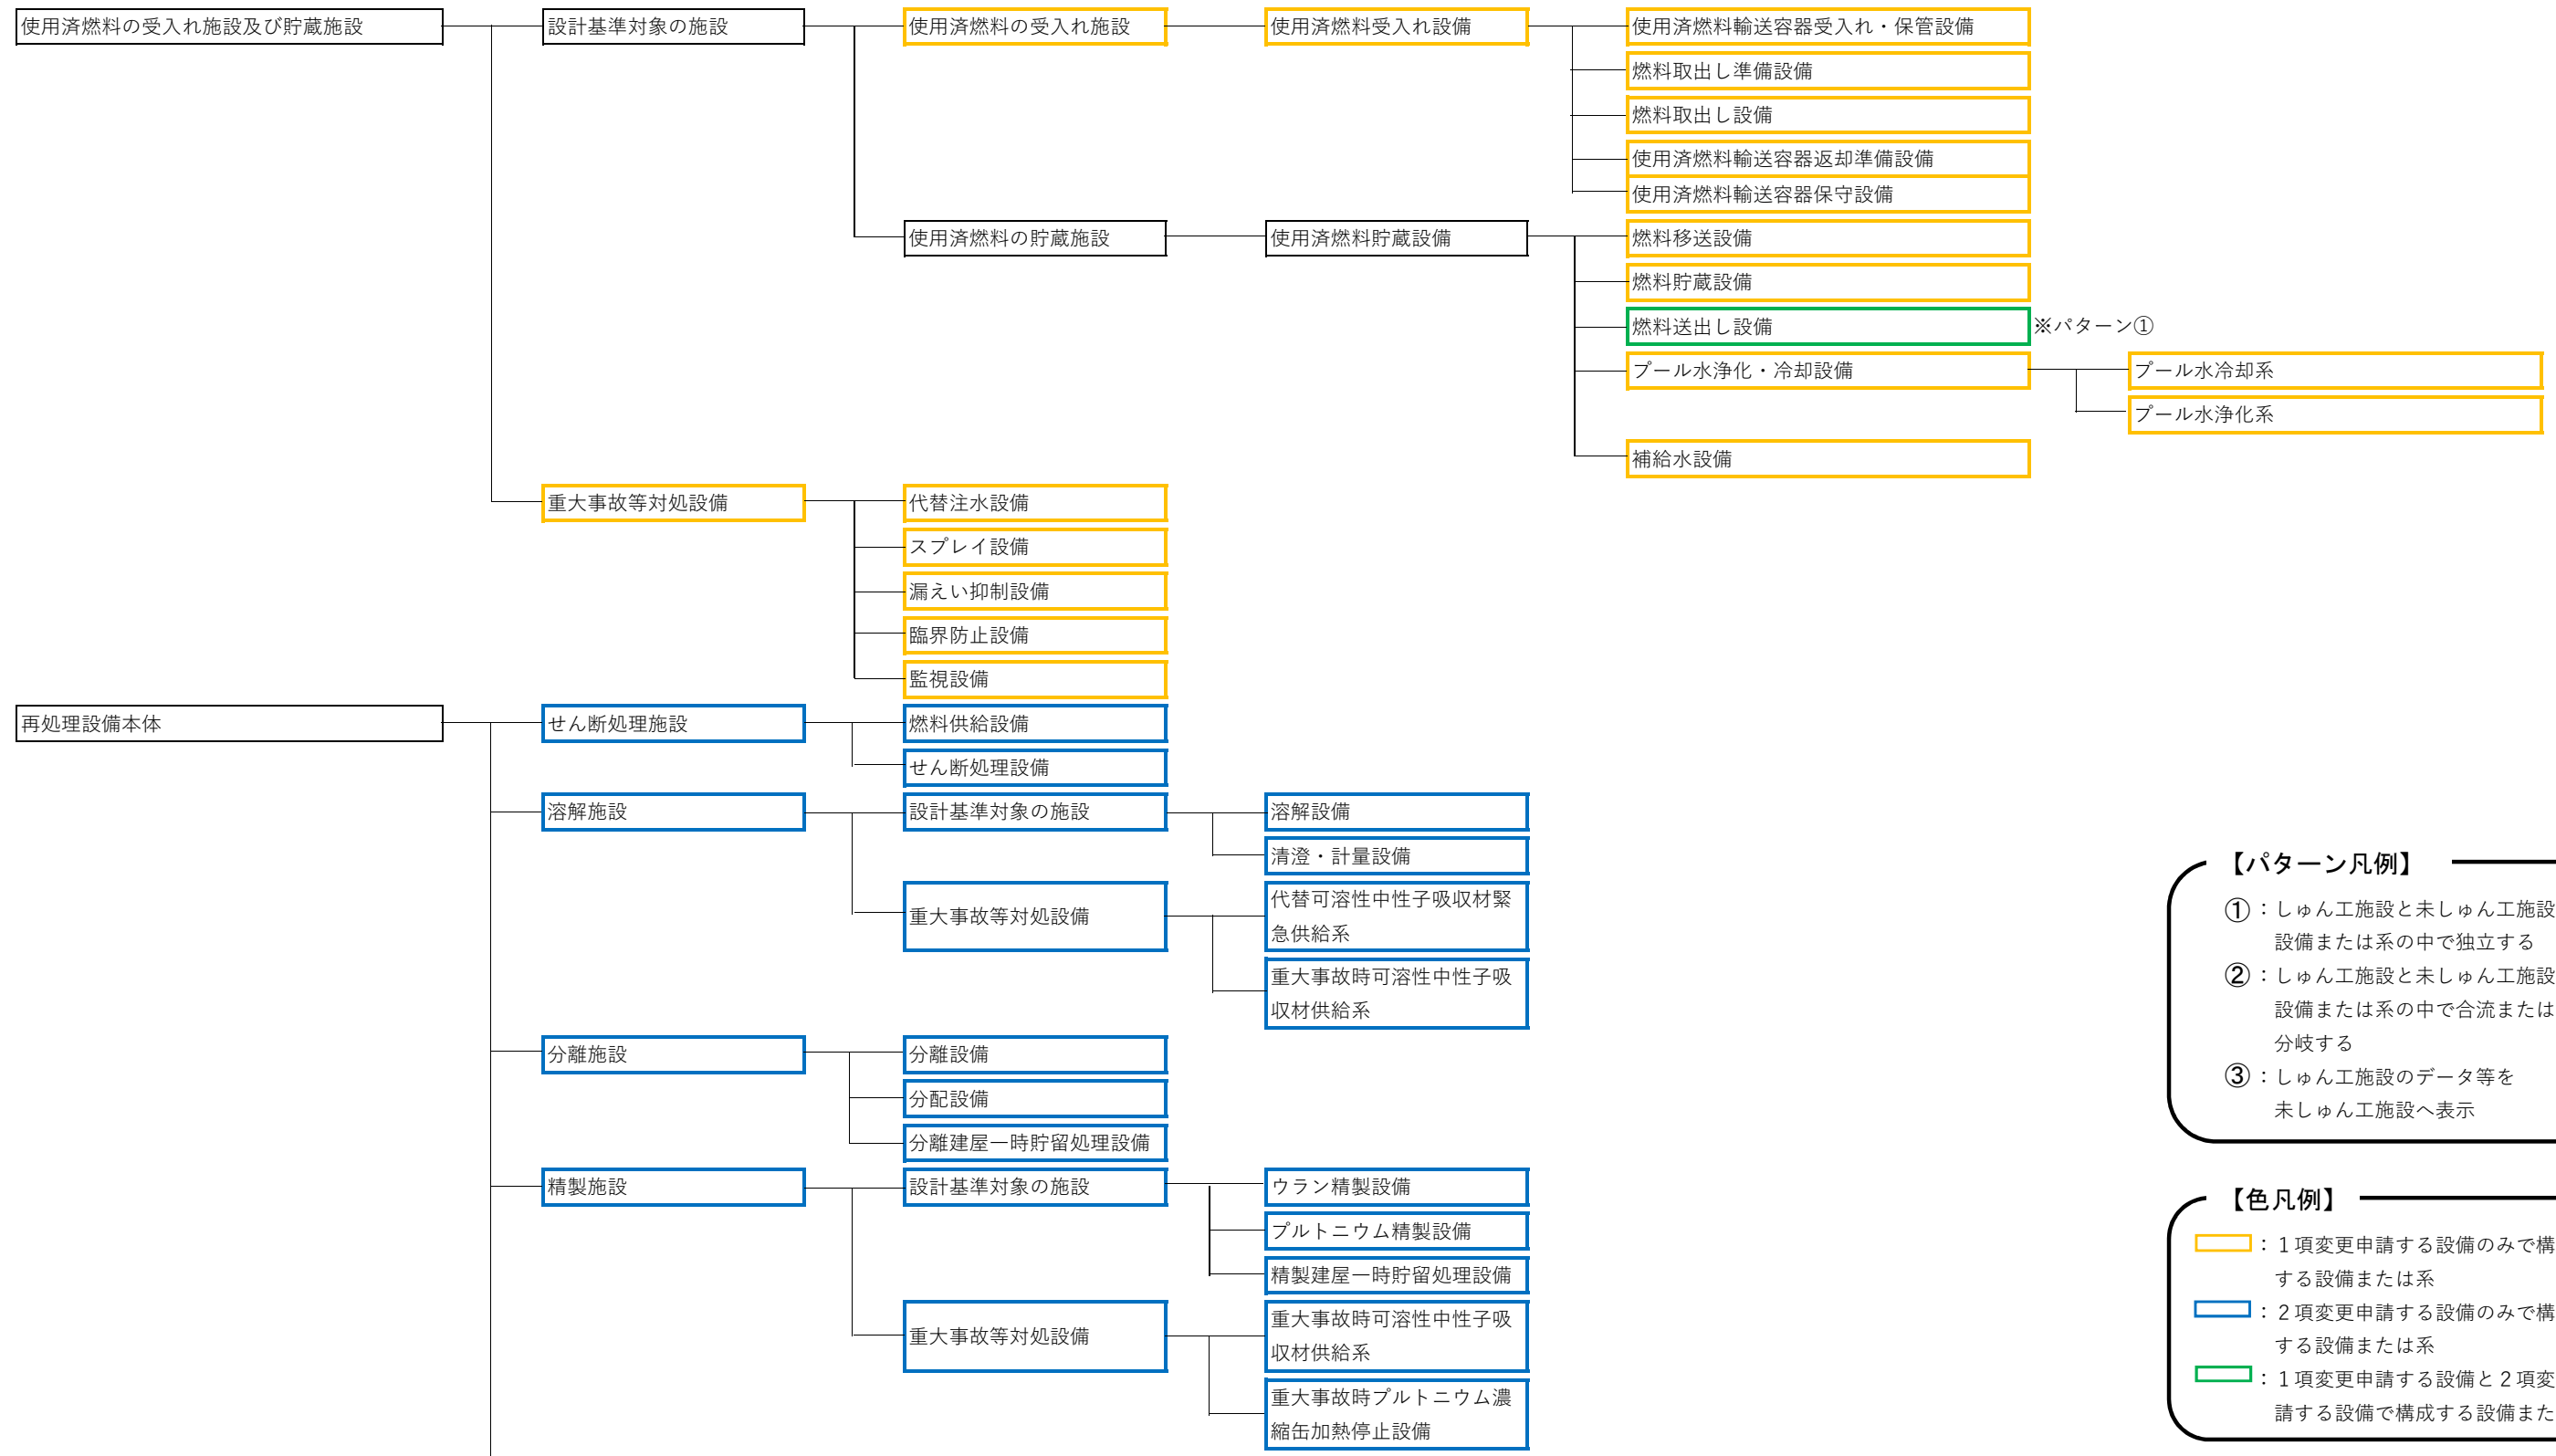 使用済燃料の受入れ施設及び貯蔵施設
設計基準対象の施設
使用済燃料の受入れ施設
使用済燃料受入れ設備
使用済燃料輸送容器受入れ・保管設備
燃料取出し準備設備
燃料取出し設備
使用済燃料輸送容器返却準備設備
使用済燃料輸送容器保守設備
使用済燃料の貯蔵施設
使用済燃料貯蔵設備
燃料移送設備
燃料貯蔵設備
燃料送出し設備
※パターン①
プール水浄化・冷却設備
プール水冷却系
プール水浄化系
補給水設備
重大事故等対処設備
代替注水設備
スプレイ設備
漏えい抑制設備
臨界防止設備
監視設備
再処理設備本体
せん断処理施設
燃料供給設備
せん断処理設備
溶解施設
設計基準対象の施設
溶解設備
清澄・計量設備
重大事故等対処設備
代替可溶性中性子吸収材緊
急供給系
重大事故時可溶性中性子吸
収材供給系
分離施設
分離設備
分配設備
分離建屋一時貯留処理設備
精製施設
設計基準対象の施設
ウラン精製設備
プルトニウム精製設備
精製建屋一時貯留処理設備
重大事故等対処設備
重大事故時可溶性中性子吸
収材供給系
重大事故時プルトニウム濃
縮缶加熱停止設備
【パターン凡例】
①：しゅん工施設と未しゅん工施設
設備または系の中で独立する
②：しゅん工施設と未しゅん工施設
設備または系の中で合流または
分岐する
③：しゅん工施設のデータ等を
未しゅん工施設へ表示
【色凡例】
：１項変更申請する設備のみで構
する設備または系
：２項変更申請する設備のみで構
する設備または系
：１項変更申請する設備と２項変
請する設備で構成する設備また